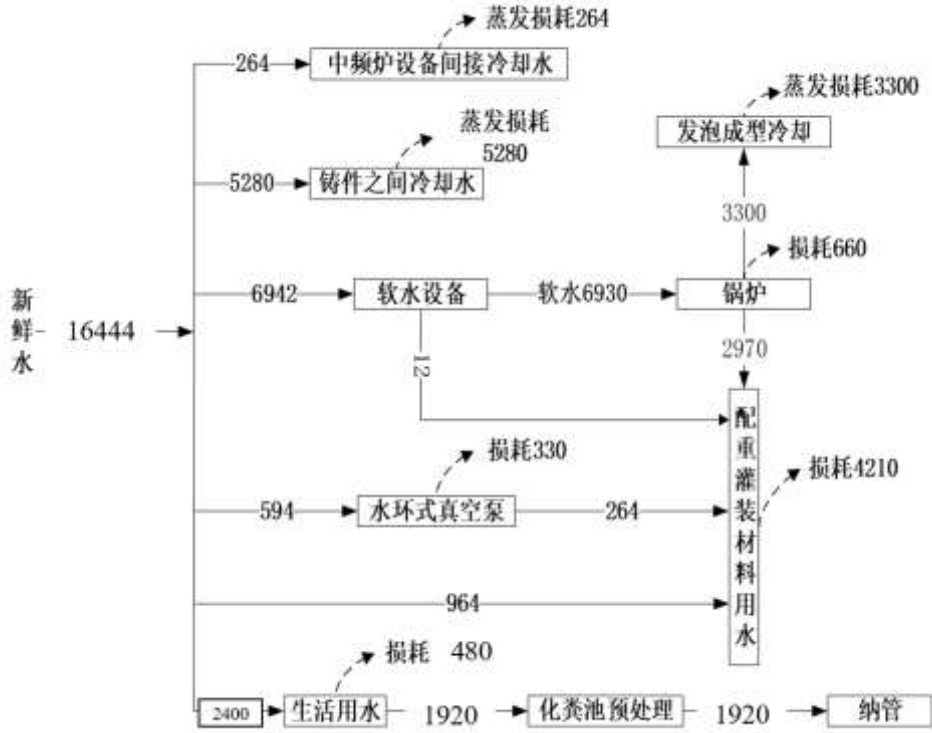 蒸发损耗264
264
中频炉设备间接冷却水
蒸发损耗3300
发泡成型冷却
蒸发损耗
5280
5280
铸件之间冷却水
3300
损耗660
6942
软水设备
软水6930
锅炉
新鲜水
16444
2970
12
配重灌装材料用水
损耗330
损耗4210
594
水环式真空泵
264
964
损耗 480
2400
生活用水
1920
化粪池预处理
1920
纳管